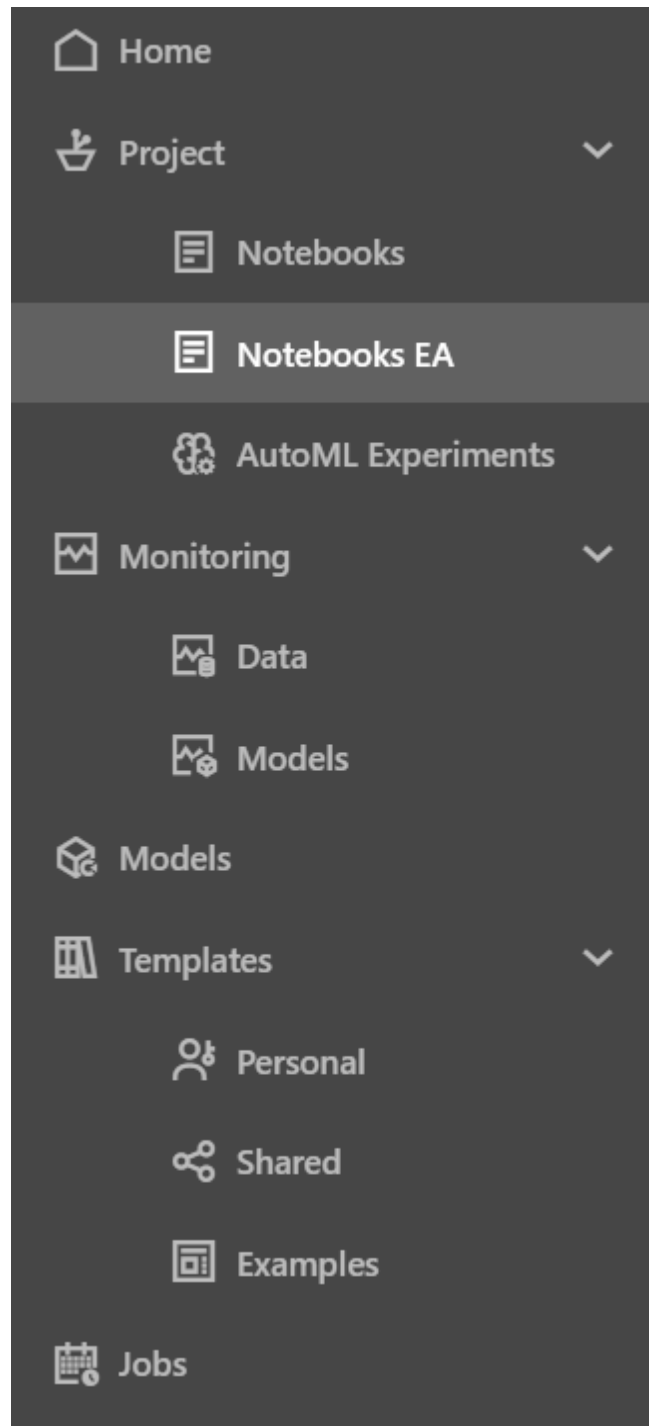 Home
Project
Notebooks
Notebooks EA
AutoML Experiments
Monitoring
Data
Models
Models
Templates
Personal
Shared
Examples
Jobs